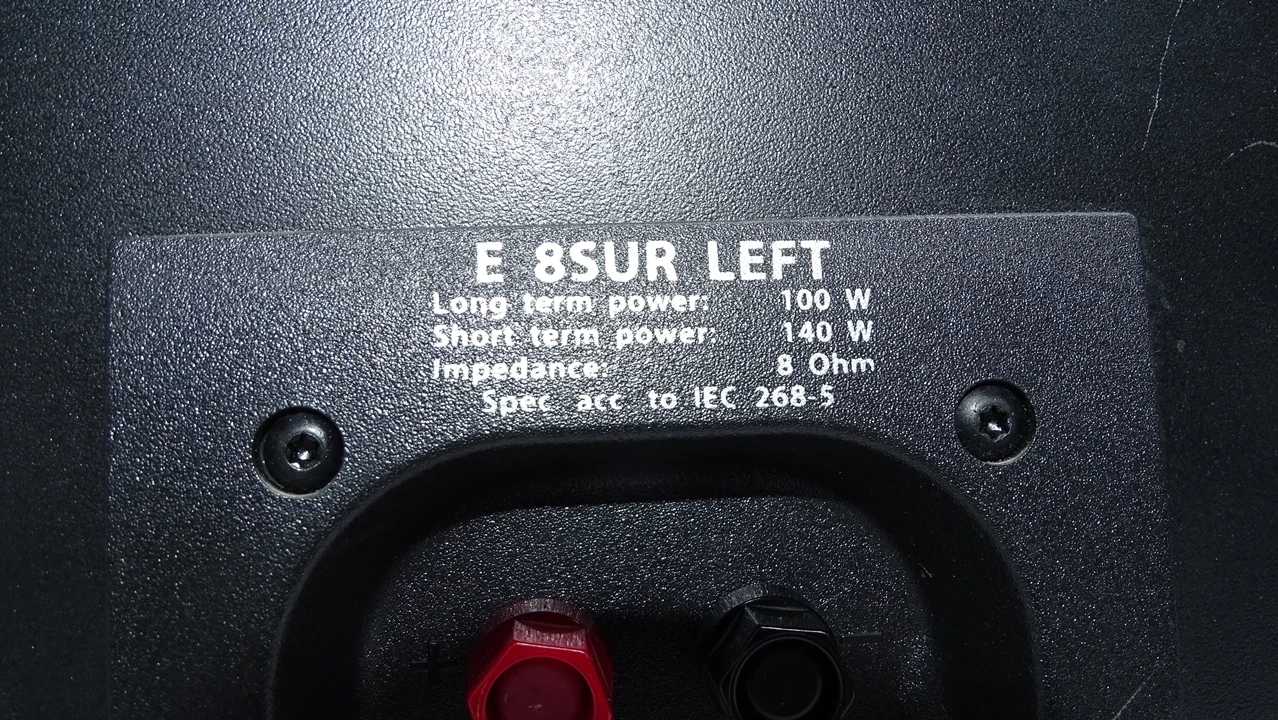 E 8SUR LEFT
Long term power: 100 W
Short term power: 140 W
Impedance: 8 Ohm
Spec acc to IEC 268-5
+ −